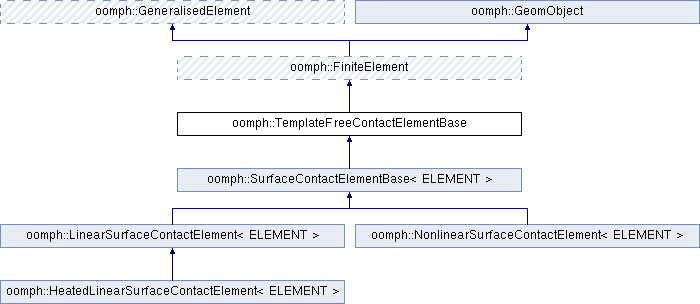 oomph::GeneralisedElement
oomph::GeomObject
oomph::FiniteElement
oomph::TemplateFreeContactElementBase
oomph::SurfaceContactElementBase< ELEMENT >
oomph::LinearSurfaceContactElement< ELEMENT >
oomph::NonlinearSurfaceContactElement< ELEMENT >
oomph::HeatedLinearSurfaceContactElement< ELEMENT >